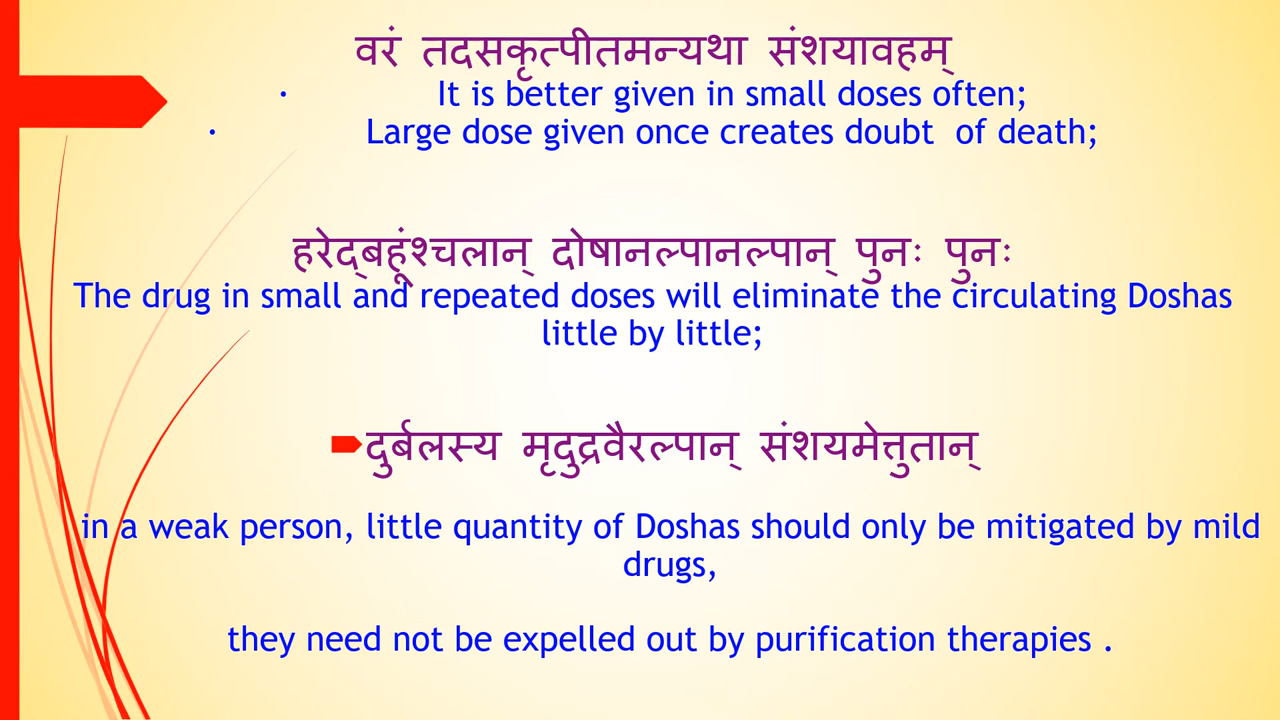 वरं तदसकृत्पीतमन्यथा संशयावहम्
• It is better given in small doses often;
• Large dose given once creates doubt of death;
हरेद्बहूंश्चलान् दोषानल्पानल्पान् पुनः पुनः
The drug in small and repeated doses will eliminate the circulating Doshas
little by little;
दुर्बलस्य मृदुद्रवैरल्पान् संशयमेत्तुतान्
in a weak person, little quantity of Doshas should only be mitigated by mild
drugs,
they need not be expelled out by purification therapies .